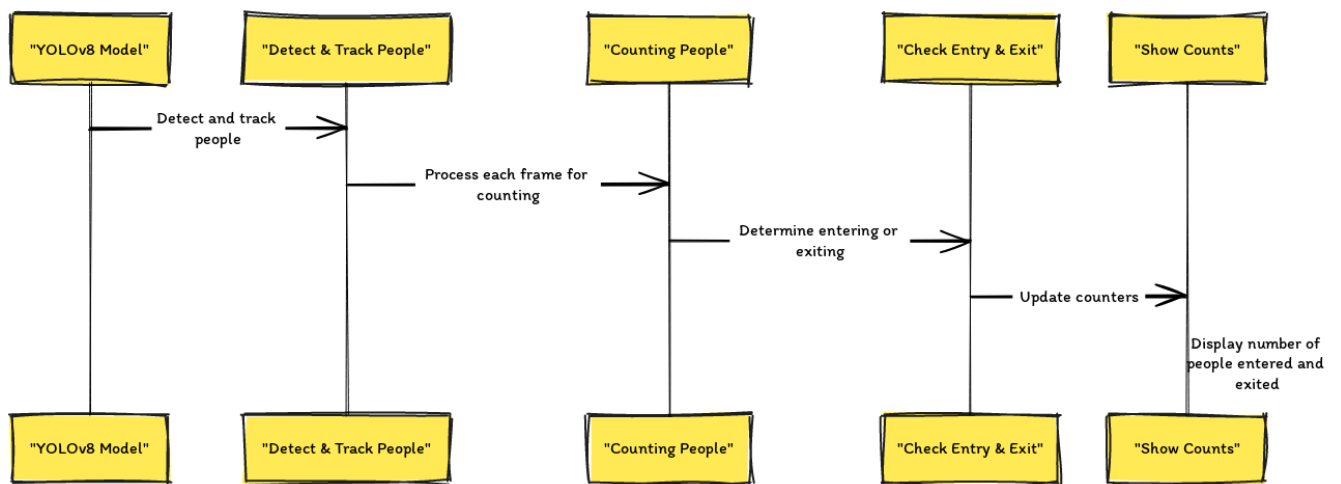 "YOLOv8 Model"
"Detect & Track People"
"Counting People"
"Check Entry & Exit"
"Show Counts"
Detect and track
people
Process each frame for
counting
Determine entering or
exiting
Update counters
Display number of
people entered and
exited
"YOLOv8 Model"
"Detect & Track People"
"Counting People"
"Check Entry & Exit"
"Show Counts"